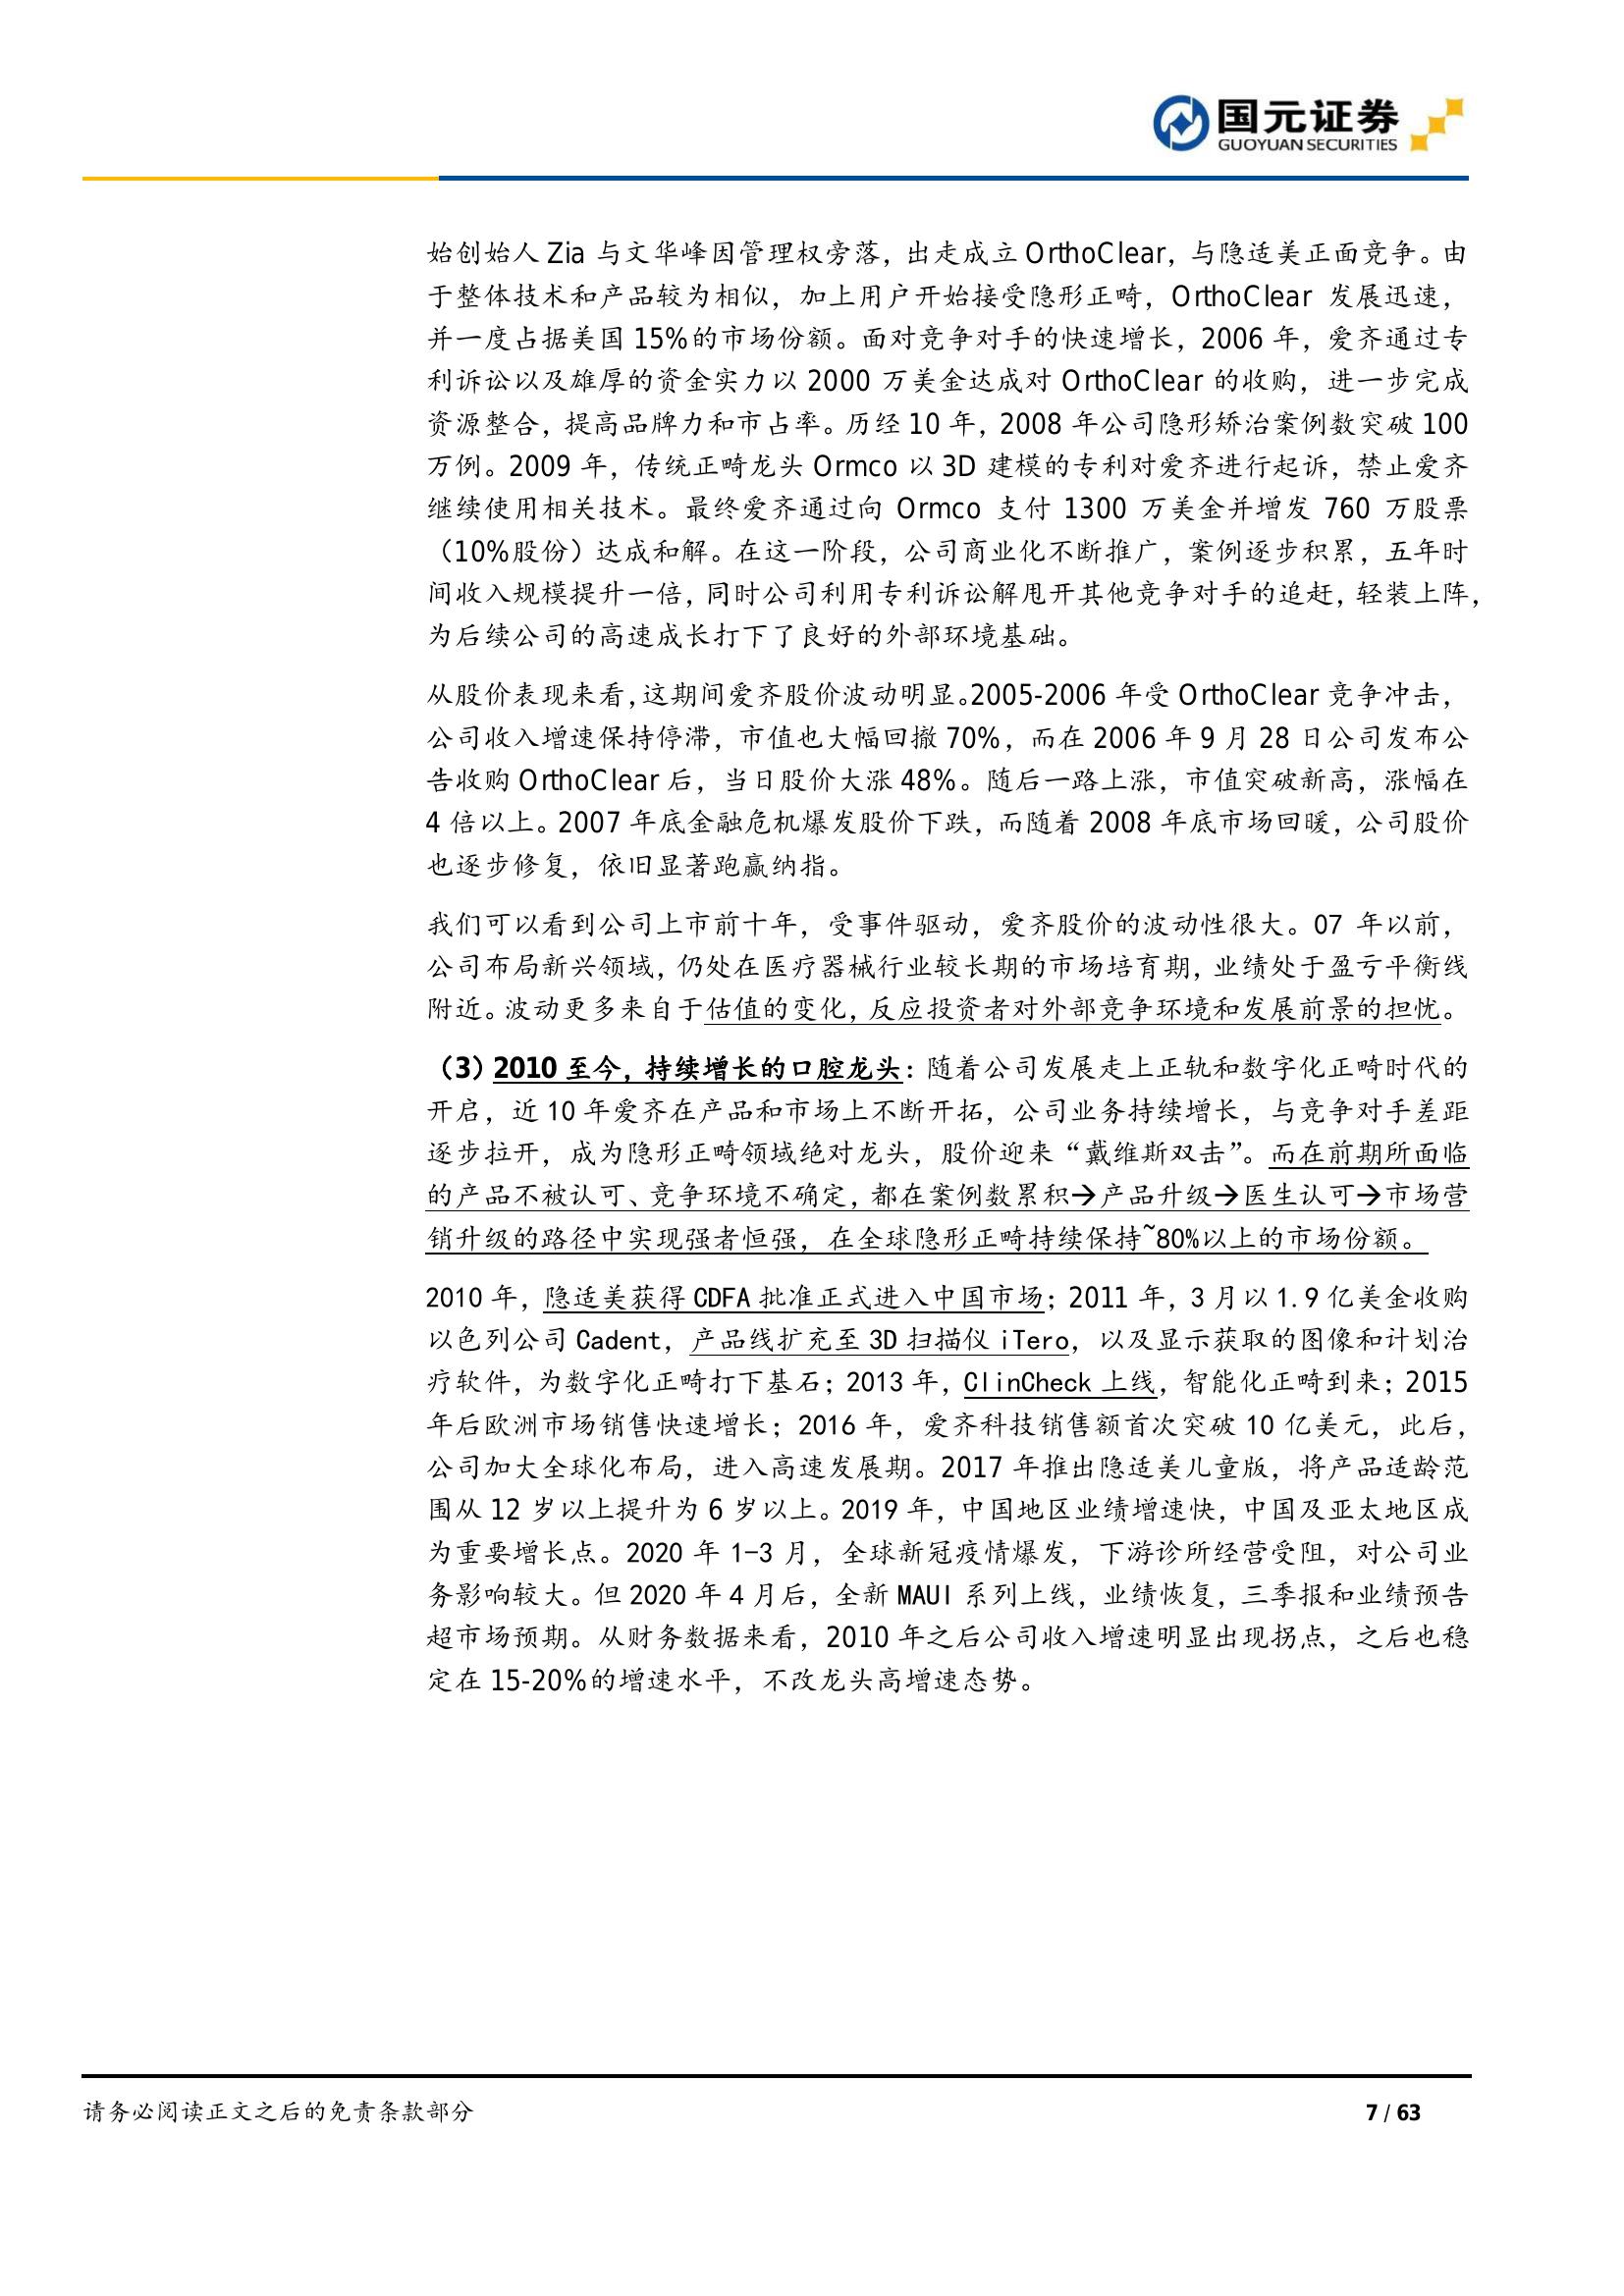 国元证券
GUOYUAN SECURITIES
始创始人 Zia 与文华峰因管理权旁落，出走成立 OrthoClear，与隐适美正面竞争。由
于整体技术和产品较为相似，加上用户开始接受隐形正畸，OrthoClear 发展迅速，
并一度占据美国 15%的市场份额。面对竞争对手的快速增长，2006 年，爱齐通过专
利诉讼以及雄厚的资金实力以 2000 万美金达成对 OrthoClear 的收购，进一步完成
资源整合，提高品牌力和市占率。历经 10 年，2008 年公司隐形矫治案例数突破 100
万例。2009 年，传统正畸龙头 Ormco 以 3D 建模的专利对爱齐进行起诉，禁止爱齐
继续使用相关技术。最终爱齐通过向 Ormco 支付 1300 万美金并增发 760 万股票
（10%股份）达成和解。在这一阶段，公司商业化不断推广，案例逐步积累，五年时
间收入规模提升一倍，同时公司利用专利诉讼解甩开其他竞争对手的追赶，轻装上阵，
为后续公司的高速成长打下了良好的外部环境基础。
从股价表现来看，这期间爱齐股价波动明显。2005-2006 年受 OrthoClear 竞争冲击，
公司收入增速保持停滞，市值也大幅回撤 70%，而在 2006 年 9 月 28 日公司发布公
告收购 OrthoClear 后，当日股价大涨 48%。随后一路上涨，市值突破新高，涨幅在
4 倍以上。2007 年底金融危机爆发股价下跌，而随着 2008 年底市场回暖，公司股价
也逐步修复，依旧显著跑赢纳指。
我们可以看到公司上市前十年，受事件驱动，爱齐股价的波动性很大。07 年以前，
公司布局新兴领域，仍处在医疗器械行业较长期的市场培育期，业绩处于盈亏平衡线
附近。波动更多来自于估值的变化，反应投资者对外部竞争环境和发展前景的担忧。
（3）2010 至今，持续增长的口腔龙头：随着公司发展走上正轨和数字化正畸时代的
开启，近 10 年爱齐在产品和市场上不断开拓，公司业务持续增长，与竞争对手差距
逐步拉开，成为隐形正畸领域绝对龙头，股价迎来“戴维斯双击”。而在前期所面临
的产品不被认可、竞争环境不确定，都在案例数累积→产品升级→医生认可→市场营
销升级的路径中实现强者恒强，在全球隐形正畸持续保持~80%以上的市场份额。
2010 年，隐适美获得 CDFA 批准正式进入中国市场；2011 年，3 月以 1.9 亿美金收购
以色列公司 Cadent，产品线扩充至 3D 扫描仪 iTero，以及显示获取的图像和计划治
疗软件，为数字化正畸打下基石；2013 年，ClinCheck 上线，智能化正畸到来；2015
年后欧洲市场销售快速增长；2016 年，爱齐科技销售额首次突破 10 亿美元，此后，
公司加大全球化布局，进入高速发展期。2017 年推出隐适美儿童版，将产品适龄范
围从 12 岁以上提升为 6 岁以上。2019 年，中国地区业绩增速快，中国及亚太地区成
为重要增长点。2020 年 1-3 月，全球新冠疫情爆发，下游诊所经营受阻，对公司业
务影响较大。但 2020 年 4 月后，全新 MAUI 系列上线，业绩恢复，三季报和业绩预告
超市场预期。从财务数据来看，2010 年之后公司收入增速明显出现拐点，之后也稳
定在 15-20%的增速水平，不改龙头高增速态势。
请务必阅读正文之后的免责条款部分
7 / 63